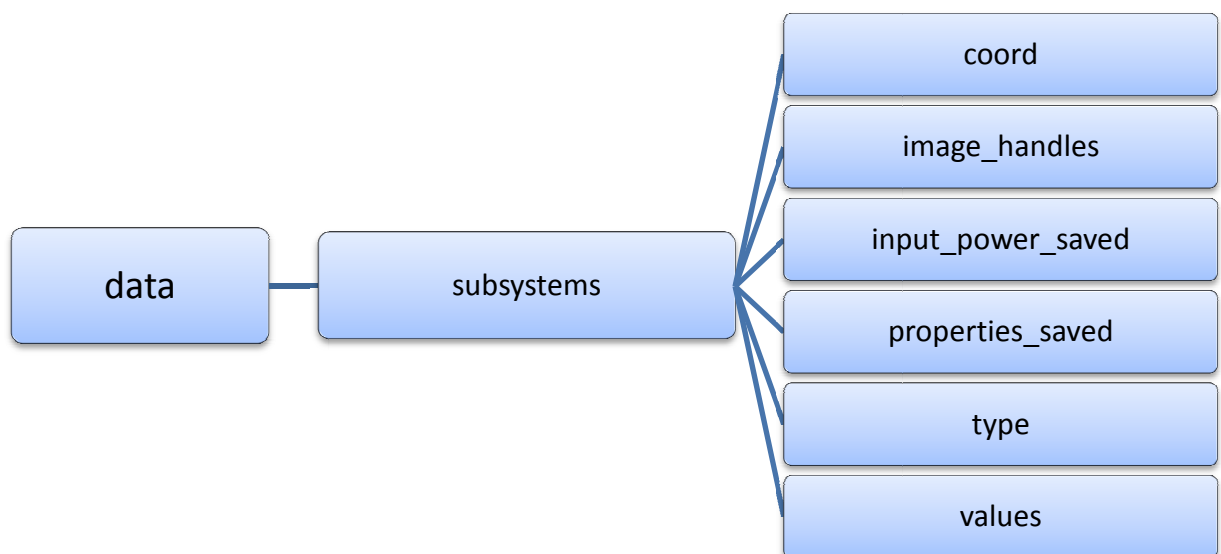 data
subsystems
coord
image_handles
input_power_saved
properties_saved
type
values